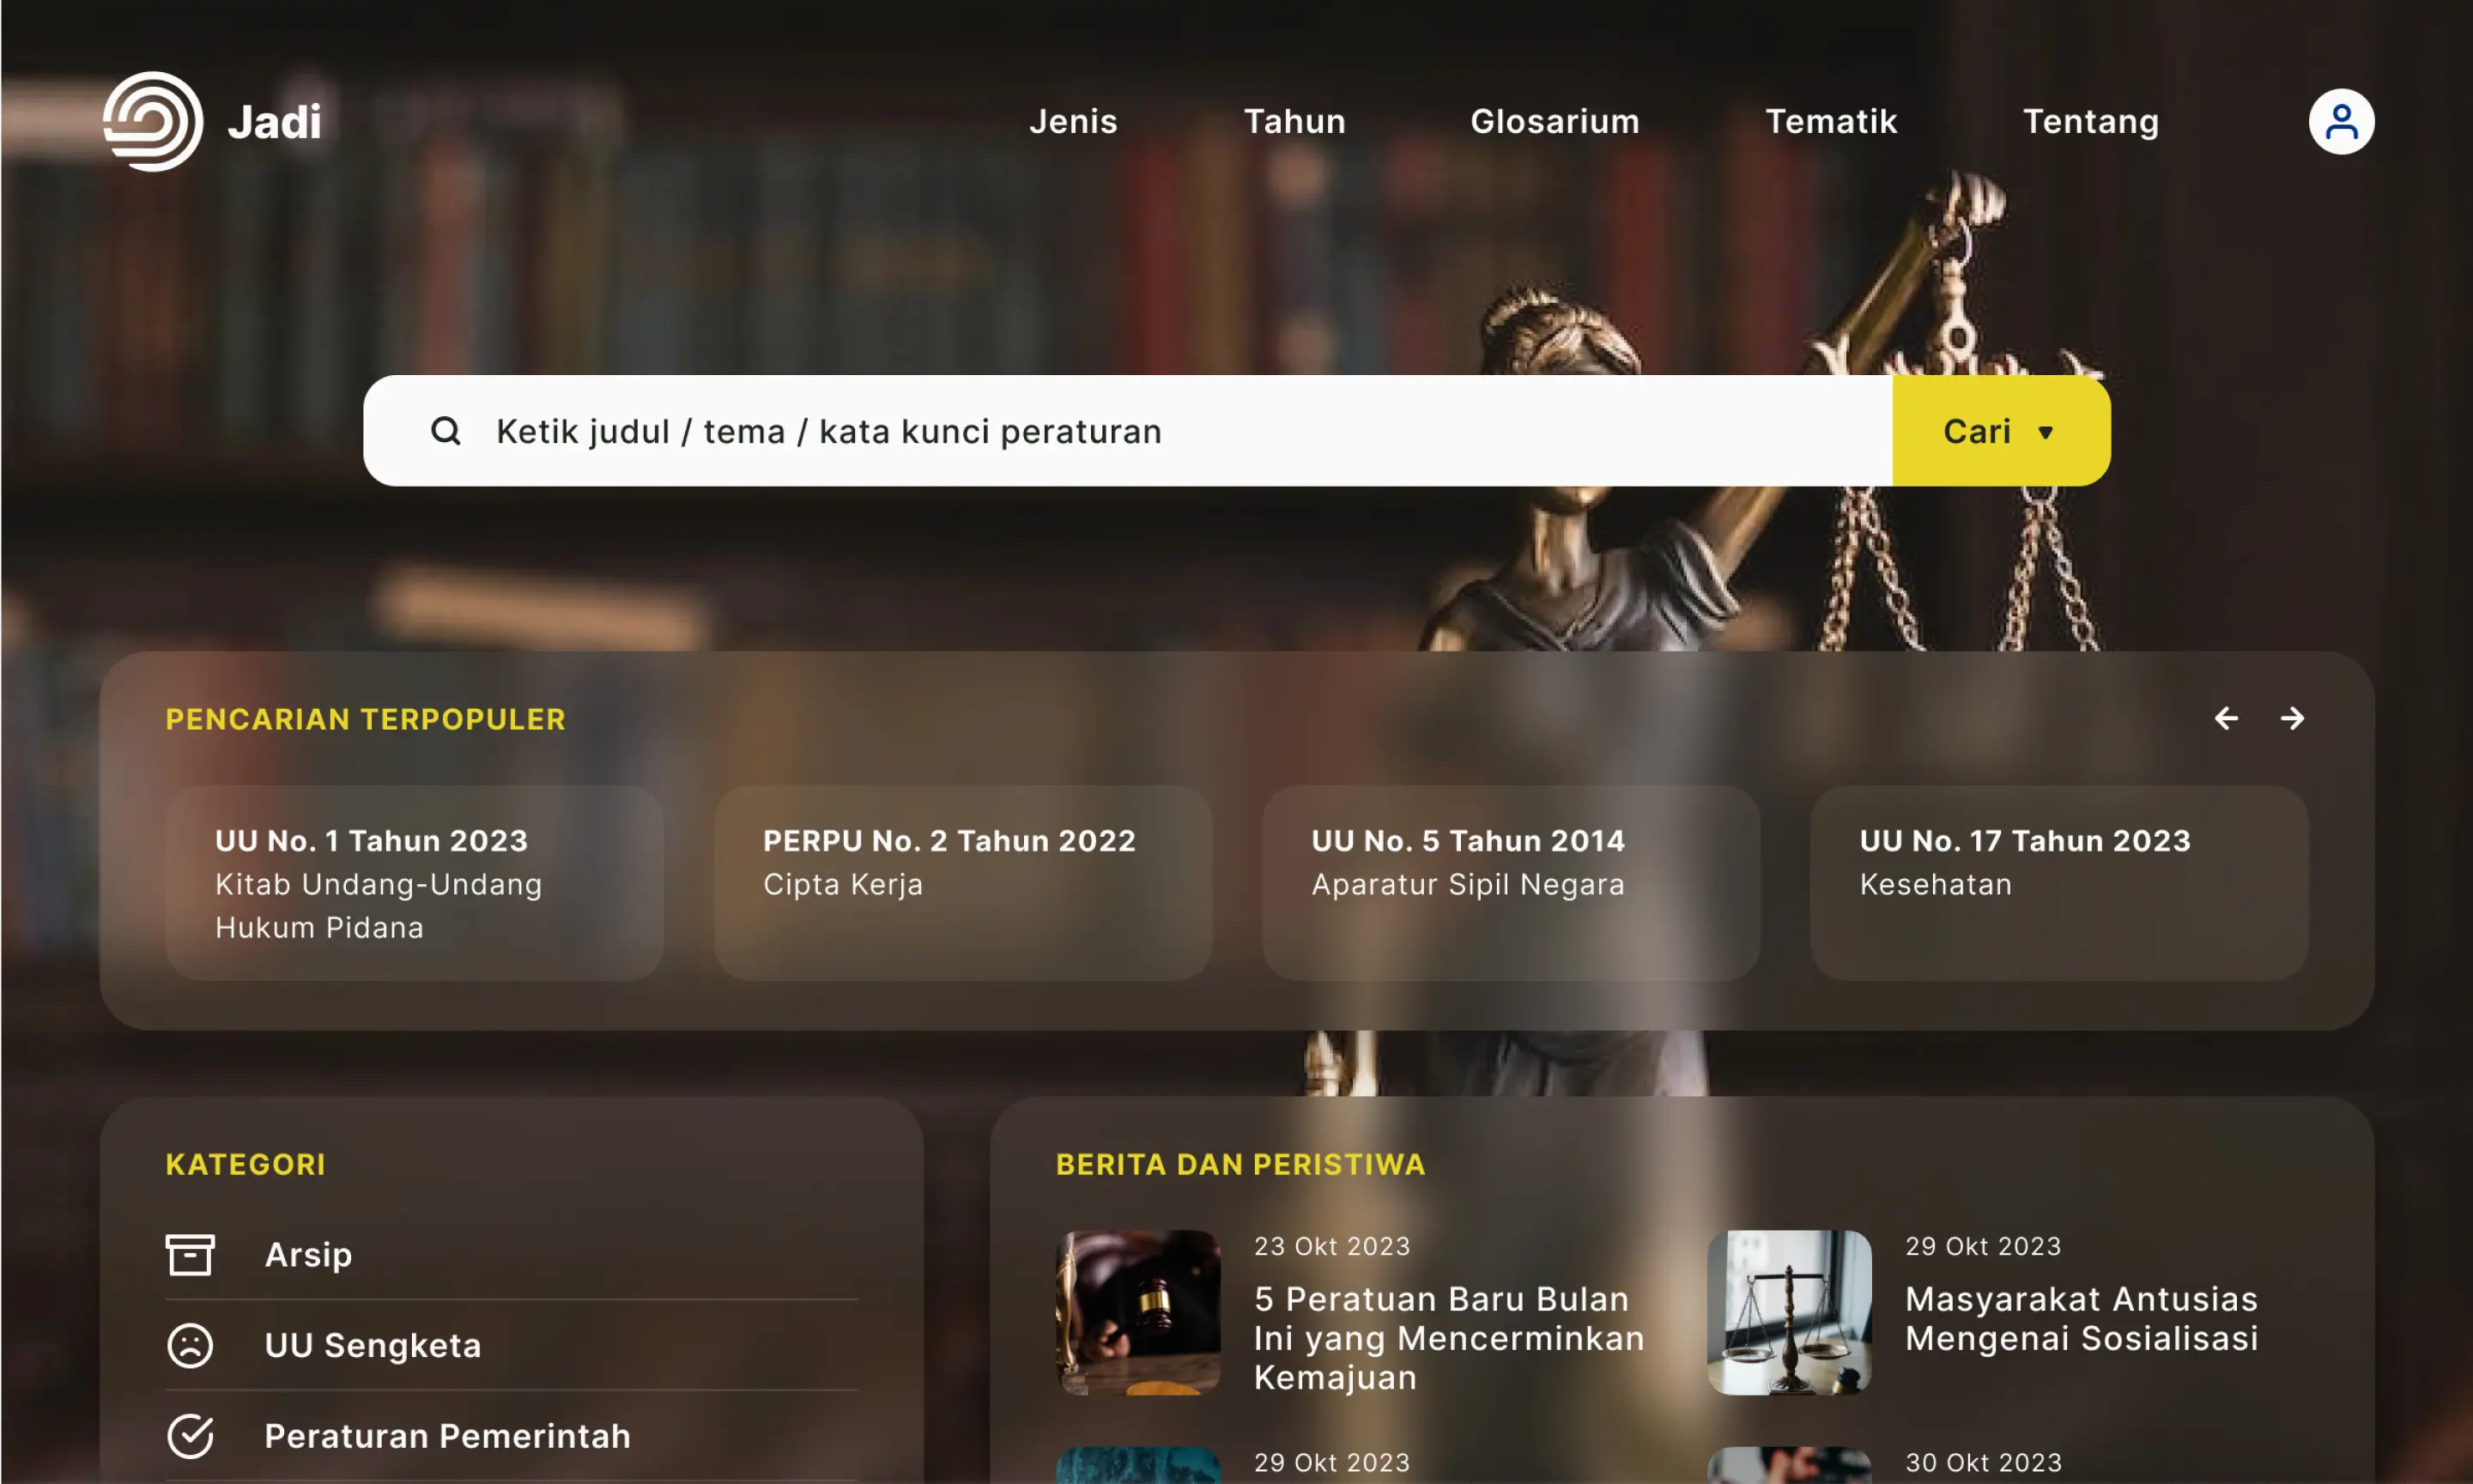 Jadi
Jenis
Tahun
Glosarium
Tematik
Tentang
Ketik judul / tema / kata kunci peraturan
Cari
PENCARIAN TERPOPULER
UU No. 1 Tahun 2023
Kitab Undang-Undang
Hukum Pidana
PERPU No. 2 Tahun 2022
Cipta Kerja
UU No. 5 Tahun 2014
Aparatur Sipil Negara
UU No. 17 Tahun 2023
Kesehatan
KATEGORI
Arsip
UU Sengketa
Peraturan Pemerintah
BERITA DAN PERISTIWA
23 Okt 2023
5 Peratuan Baru Bulan
Ini yang Mencerminkan
Kemajuan
29 Okt 2023
Masyarakat Antusias
Mengenai Sosialisasi
29 Okt 2023
30 Okt 2023